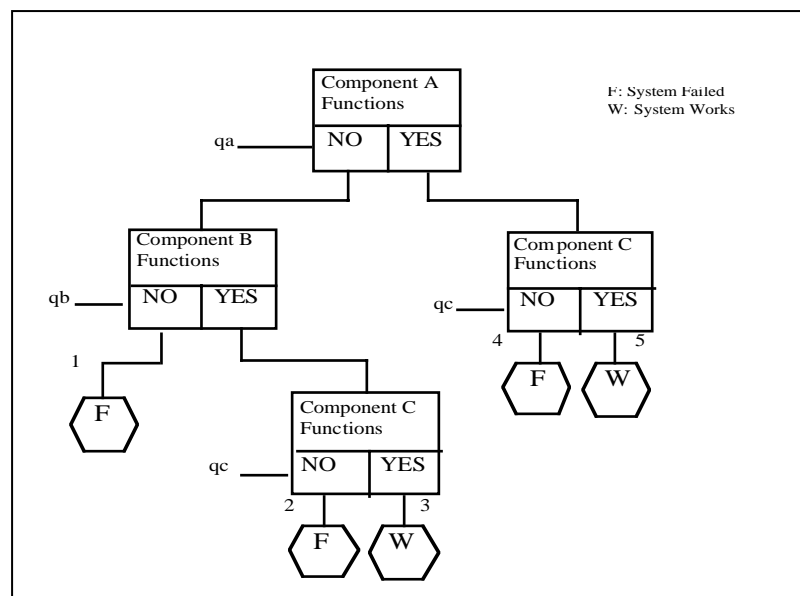 Component A
Functions
F: System Failed
W: System Works
NO YES
qa
Component B
Functions
Component C
Functions
NO YES
qb
NO YES
qc
1
4
5
F
W
F
Component C
Functions
NO YES
qc
2
3
F
W